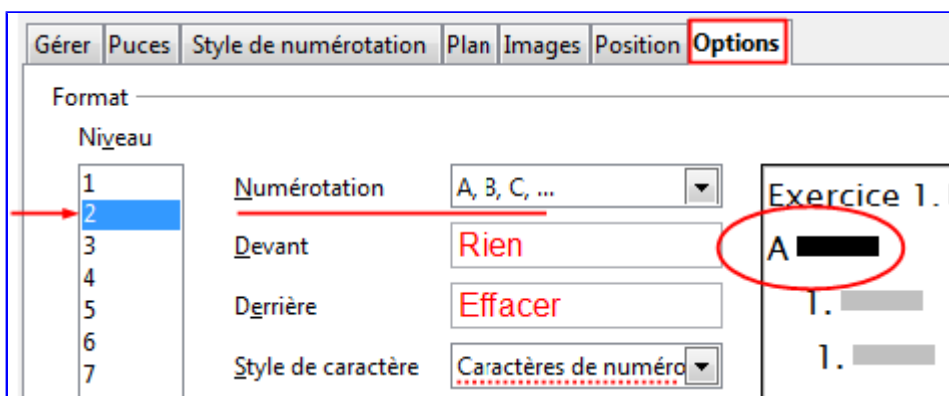 Gérer Puces Style de numérotation Plan Images Position Options
Format
Niveau
1
2
3
4
5
6
7
Numérotation A, B, C, ...
Devant Rien
Derrière Effacer
Style de caractère Caractères de numéro
Exercice 1.
A
1.
1.